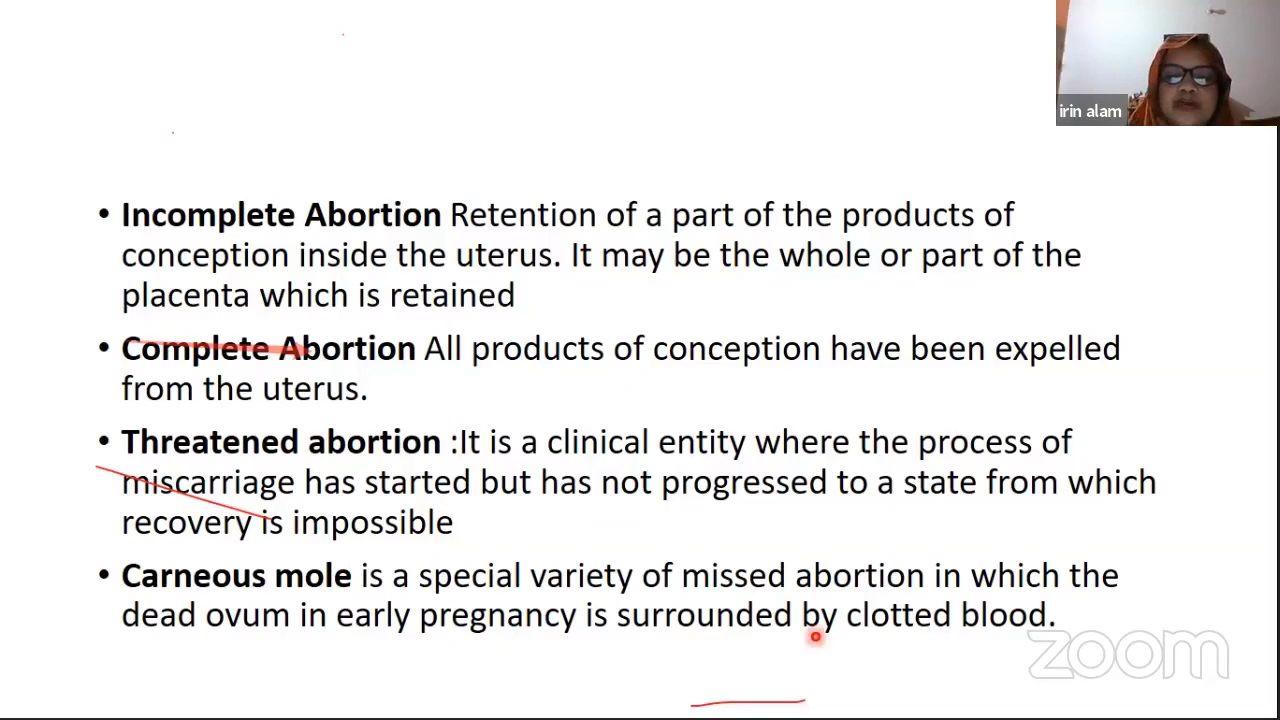 irin alam
• Incomplete Abortion Retention of a part of the products of
conception inside the uterus. It may be the whole or part of the
placenta which is retained
• Complete Abortion All products of conception have been expelled
from the uterus.
• Threatened abortion :It is a clinical entity where the process of
miscarriage has started but has not progressed to a state from which
recovery is impossible
• Carneous mole is a special variety of missed abortion in which the
dead ovum in early pregnancy is surrounded by clotted blood.
zoom